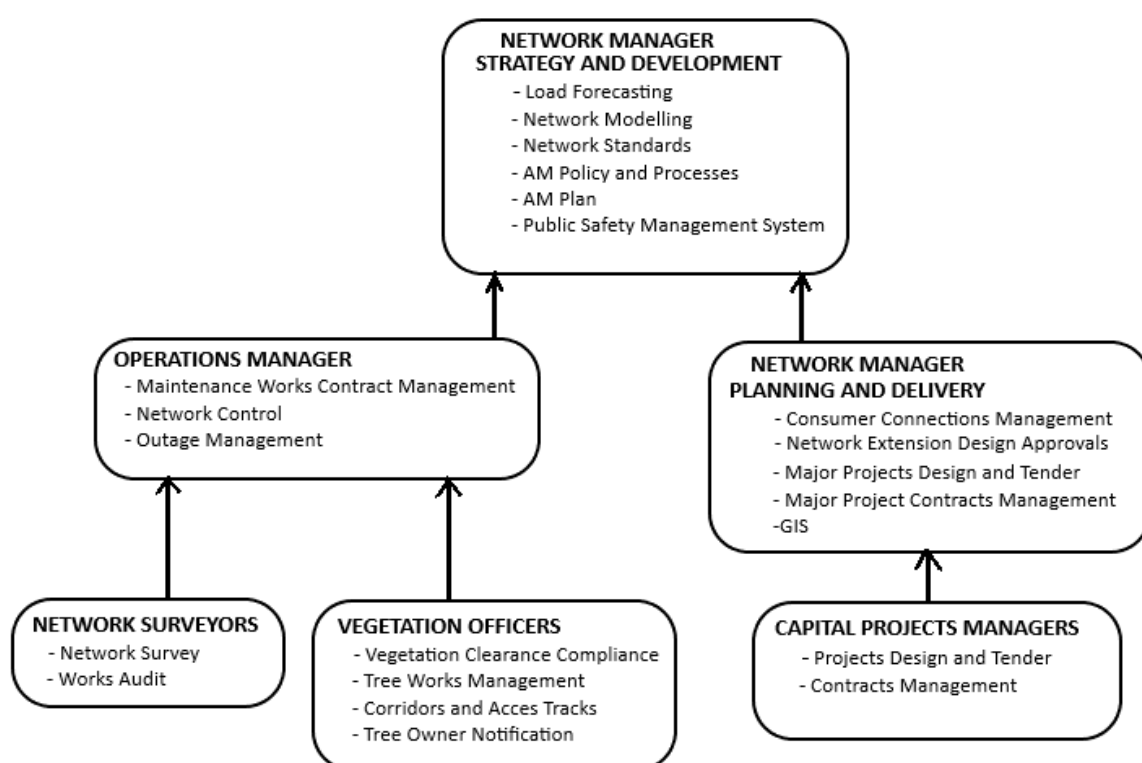 NETWORK MANAGER
STRATEGY AND DEVELOPMENT
- Load Forecasting
- Network Modelling
- Network Standards
- AM Policy and Processes
- AM Plan
- Public Safety Management System
OPERATIONS MANAGER
- Maintenance Works Contract Management
- Network Control
- Outage Management
NETWORK MANAGER
PLANNING AND DELIVERY
- Consumer Connections Management
- Network Extension Design Approvals
- Major Projects Design and Tender
- Major Project Contracts Management
-GIS
NETWORK SURVEYORS
- Network Survey
- Works Audit
VEGETATION OFFICERS
- Vegetation Clearance Compliance
- Tree Works Management
- Corridors and Acces Tracks
- Tree Owner Notification
CAPITAL PROJECTS MANAGERS
- Projects Design and Tender
- Contracts Management